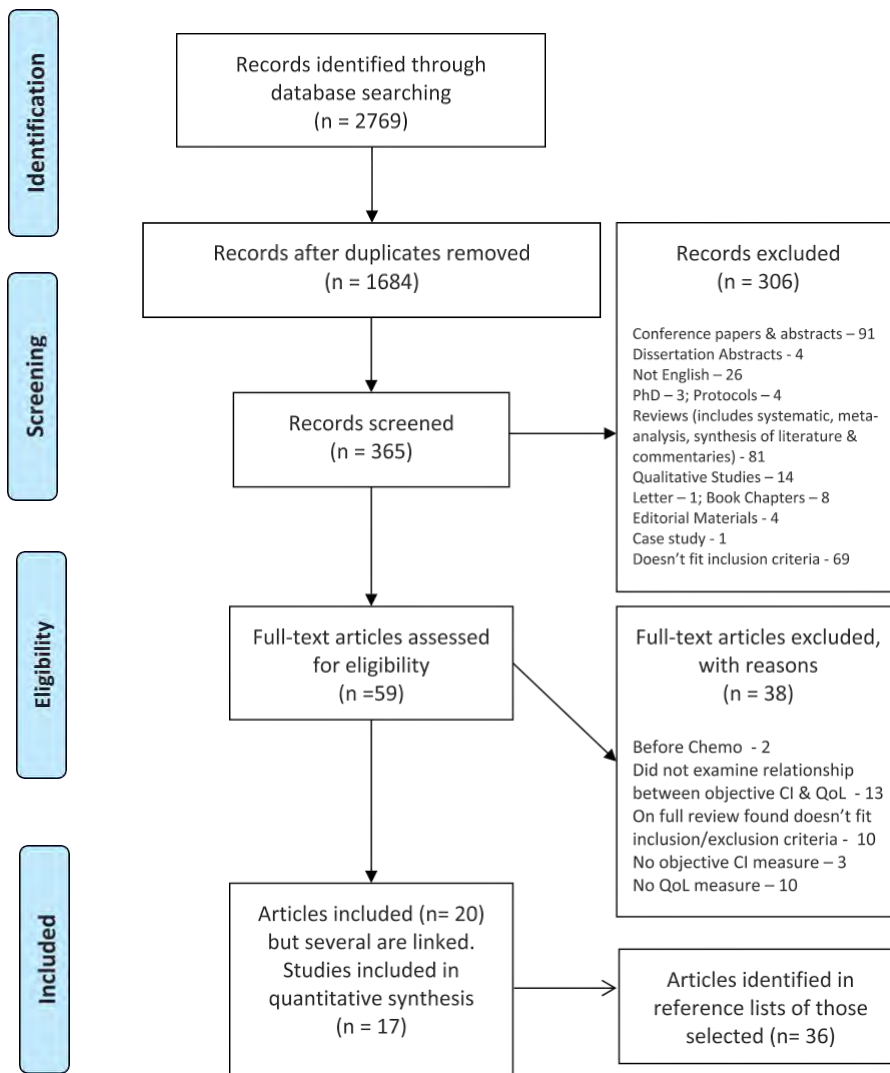 Identification
Records identified through
database searching
(n = 2769)
Records after duplicates removed
(n = 1684)
Screening
Records screened
(n = 365)
Records excluded
(n = 306)
Conference papers & abstracts – 91
Dissertation Abstracts - 4
Not English – 26
PhD – 3; Protocols – 4
Reviews (includes systematic, meta-
analysis, synthesis of literature &
commentaries) - 81
Qualitative Studies – 14
Letter – 1; Book Chapters – 8
Editorial Materials - 4
Case study - 1
Doesn't fit inclusion criteria - 69
Eligibility
Full-text articles assessed
for eligibility
(n =59)
Full-text articles excluded,
with reasons
(n = 38)
Before Chemo - 2
Did not examine relationship
between objective CI & QoL - 13
On full review found doesn't fit
inclusion/exclusion criteria - 10
No objective CI measure – 3
No QoL measure – 10
Included
Articles included (n= 20)
but several are linked.
Studies included in
quantitative synthesis
(n = 17)
Articles identified in
reference lists of those
selected (n= 36)